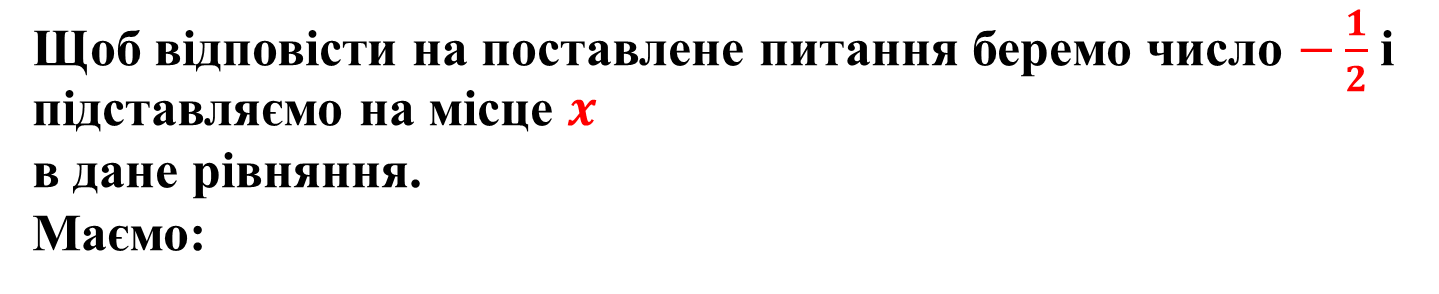 Щоб відповісти на поставлене питання беремо число −1/2 і
підставляємо на місце x
в дане рівняння.
Маємо: